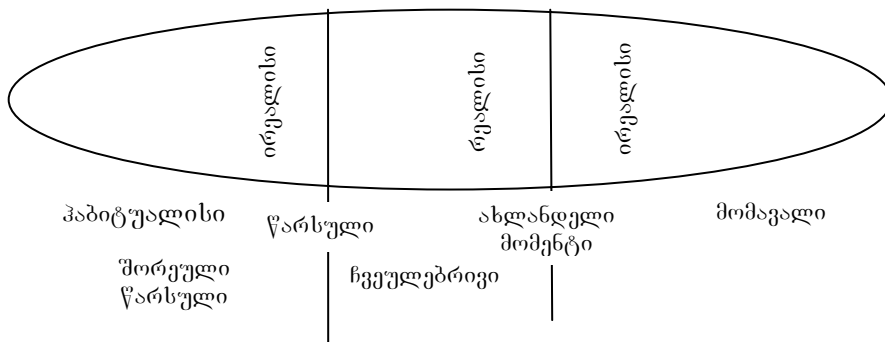 ირეალისი
რეალისი
ირეალისი
ჰაბიტუალისი
წარსული
ახლანდელი
მომენტი
მომავალი
შორეული
წარსული
ჩვეულებრივი